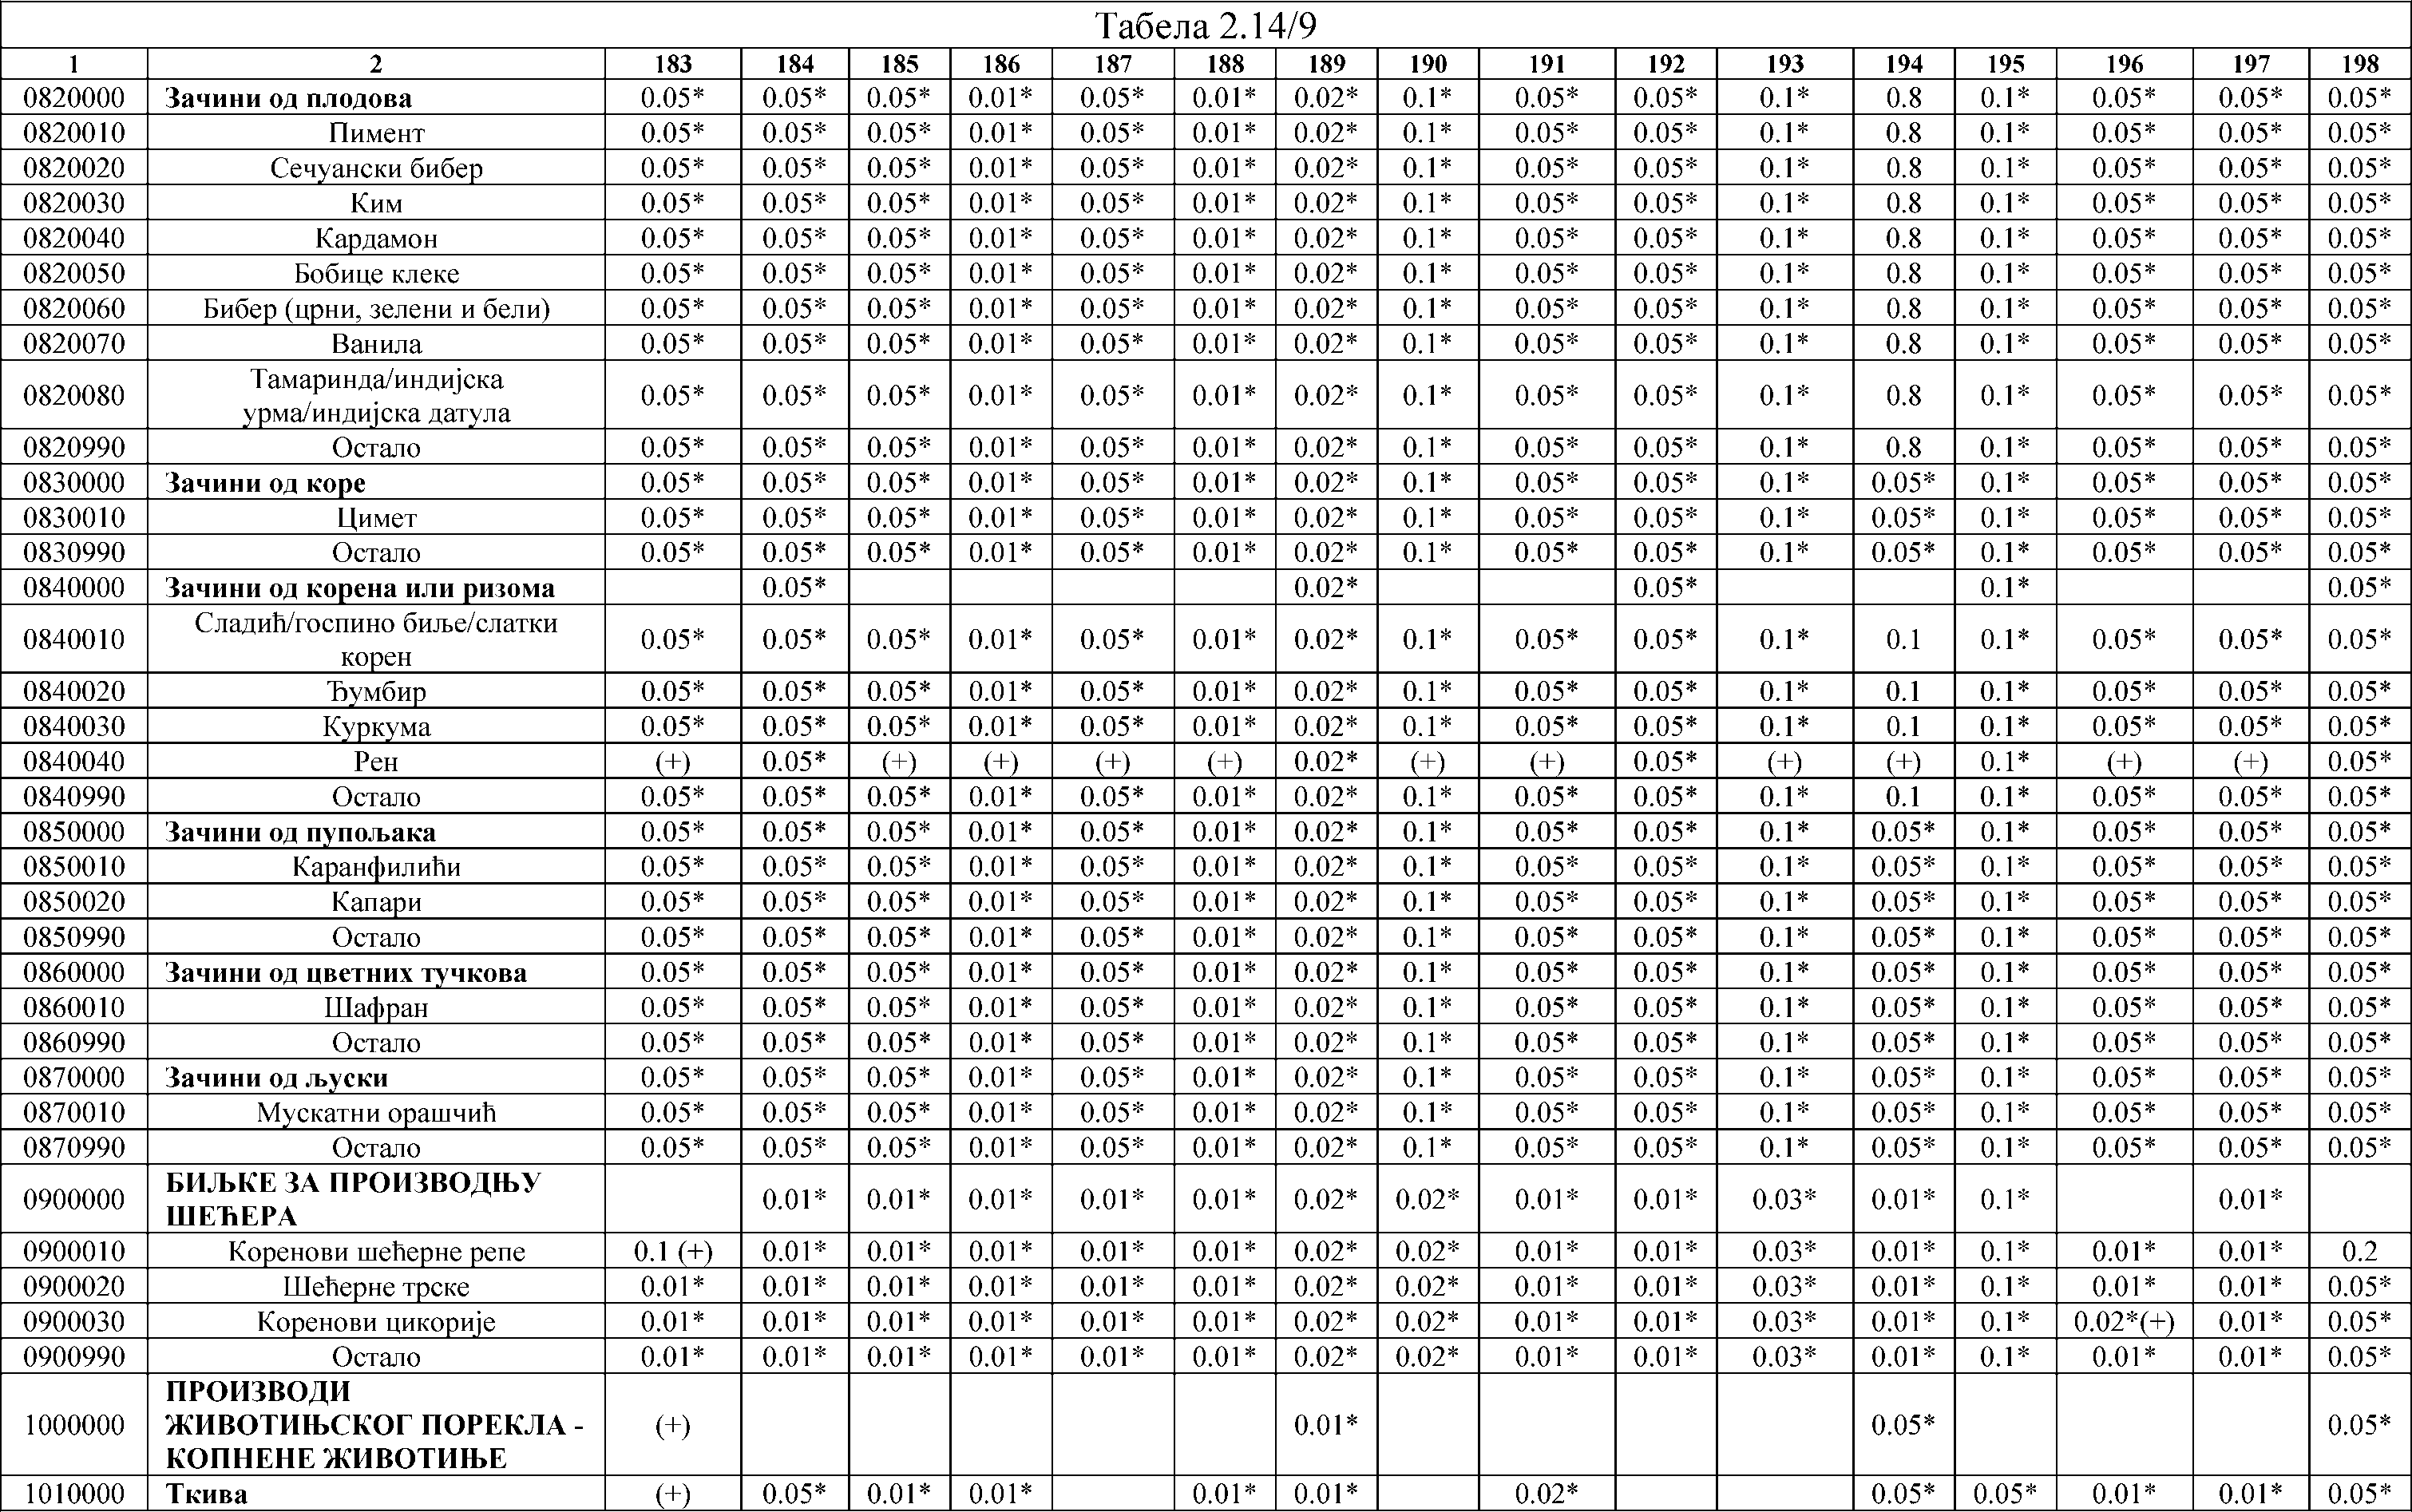 Табела 2.14/9
1 2 183 184 185 186 187 188 189 190 191 192 193 194 195 196 197 198
0820000 Зачини од плодова 0.05* 0.05* 0.05* 0.01* 0.05* 0.01* 0.02* 0.1* 0.05* 0.05* 0.1* 0.8 0.1* 0.05* 0.05* 0.05*
0820010 Пимент 0.05* 0.05* 0.05* 0.01* 0.05* 0.01* 0.02* 0.1* 0.05* 0.05* 0.1* 0.8 0.1* 0.05* 0.05* 0.05*
0820020 Сечуански бибер 0.05* 0.05* 0.05* 0.01* 0.05* 0.01* 0.02* 0.1* 0.05* 0.05* 0.1* 0.8 0.1* 0.05* 0.05* 0.05*
0820030 Ким 0.05* 0.05* 0.05* 0.01* 0.05* 0.01* 0.02* 0.1* 0.05* 0.05* 0.1* 0.8 0.1* 0.05* 0.05* 0.05*
0820040 Кардамон 0.05* 0.05* 0.05* 0.01* 0.05* 0.01* 0.02* 0.1* 0.05* 0.05* 0.1* 0.8 0.1* 0.05* 0.05* 0.05*
0820050 Бобице клеке 0.05* 0.05* 0.05* 0.01* 0.05* 0.01* 0.02* 0.1* 0.05* 0.05* 0.1* 0.8 0.1* 0.05* 0.05* 0.05*
0820060 Бибер (црни, зелени и бели) 0.05* 0.05* 0.05* 0.01* 0.05* 0.01* 0.02* 0.1* 0.05* 0.05* 0.1* 0.8 0.1* 0.05* 0.05* 0.05*
0820070 Ванила 0.05* 0.05* 0.05* 0.01* 0.05* 0.01* 0.02* 0.1* 0.05* 0.05* 0.1* 0.8 0.1* 0.05* 0.05* 0.05*
Тамаринда/индијска
0820080 урма/индијска датула 0.05* 0.05* 0.05* 0.01* 0.05* 0.01* 0.02* 0.1* 0.05* 0.05* 0.1* 0.8 0.1* 0.05* 0.05* 0.05*
0820990 Остало 0.05* 0.05* 0.05* 0.01* 0.05* 0.01* 0.02* 0.1* 0.05* 0.05* 0.1* 0.8 0.1* 0.05* 0.05* 0.05*
0830000 Зачини од коре 0.05* 0.05* 0.05* 0.01* 0.05* 0.01* 0.02* 0.1* 0.05* 0.05* 0.1* 0.05* 0.1* 0.05* 0.05* 0.05*
0830010 Цимет 0.05* 0.05* 0.05* 0.01* 0.05* 0.01* 0.02* 0.1* 0.05* 0.05* 0.1* 0.05* 0.1* 0.05* 0.05* 0.05*
0830990 Остало 0.05* 0.05* 0.05* 0.01* 0.05* 0.01* 0.02* 0.1* 0.05* 0.05* 0.1* 0.05* 0.1* 0.05* 0.05* 0.05*
0840000 Зачини од корена или ризома 0.05* 0.02* 0.05* 0.1* 0.05*
Сладић/госпино биље/слатки
0840010 корен 0.05* 0.05* 0.05* 0.01* 0.05* 0.01* 0.02* 0.1* 0.05* 0.05* 0.1* 0.1 0.1* 0.05* 0.05* 0.05*
0840020 Ђумбир 0.05* 0.05* 0.05* 0.01* 0.05* 0.01* 0.02* 0.1* 0.05* 0.05* 0.1* 0.1 0.1* 0.05* 0.05* 0.05*
0840030 Куркума 0.05* 0.05* 0.05* 0.01* 0.05* 0.01* 0.02* 0.1* 0.05* 0.05* 0.1* 0.1 0.1* 0.05* 0.05* 0.05*
0840040 Рен (+) 0.05* (+) (+) (+) (+) 0.02* (+) (+) 0.05* (+) (+) 0.1* (+) (+) 0.05*
0840990 Остало 0.05* 0.05* 0.05* 0.01* 0.05* 0.01* 0.02* 0.1* 0.05* 0.05* 0.1* 0.1 0.1* 0.05* 0.05* 0.05*
0850000 Зачини од пупољака 0.05* 0.05* 0.05* 0.01* 0.05* 0.01* 0.02* 0.1* 0.05* 0.05* 0.1* 0.05* 0.1* 0.05* 0.05* 0.05*
0850010 Каранфилићи 0.05* 0.05* 0.05* 0.01* 0.05* 0.01* 0.02* 0.1* 0.05* 0.05* 0.1* 0.05* 0.1* 0.05* 0.05* 0.05*
0850020 Капари 0.05* 0.05* 0.05* 0.01* 0.05* 0.01* 0.02* 0.1* 0.05* 0.05* 0.1* 0.05* 0.1* 0.05* 0.05* 0.05*
0850990 Остало 0.05* 0.05* 0.05* 0.01* 0.05* 0.01* 0.02* 0.1* 0.05* 0.05* 0.1* 0.05* 0.1* 0.05* 0.05* 0.05*
0860000 Зачини од цветних тучкова 0.05* 0.05* 0.05* 0.01* 0.05* 0.01* 0.02* 0.1* 0.05* 0.05* 0.1* 0.05* 0.1* 0.05* 0.05* 0.05*
0860010 Шафран 0.05* 0.05* 0.05* 0.01* 0.05* 0.01* 0.02* 0.1* 0.05* 0.05* 0.1* 0.05* 0.1* 0.05* 0.05* 0.05*
0860990 Остало 0.05* 0.05* 0.05* 0.01* 0.05* 0.01* 0.02* 0.1* 0.05* 0.05* 0.1* 0.05* 0.1* 0.05* 0.05* 0.05*
0870000 Зачини од љуски 0.05* 0.05* 0.05* 0.01* 0.05* 0.01* 0.02* 0.1* 0.05* 0.05* 0.1* 0.05* 0.1* 0.05* 0.05* 0.05*
0870010 Мускатни орашчић 0.05* 0.05* 0.05* 0.01* 0.05* 0.01* 0.02* 0.1* 0.05* 0.05* 0.1* 0.05* 0.1* 0.05* 0.05* 0.05*
0870990 Остало 0.05* 0.05* 0.05* 0.01* 0.05* 0.01* 0.02* 0.1* 0.05* 0.05* 0.1* 0.05* 0.1* 0.05* 0.05* 0.05*
БИЉКЕ ЗА ПРОИЗВОДЊУ
0900000 ШЕЋЕРА 0.01* 0.01* 0.01* 0.01* 0.01* 0.02* 0.02* 0.01* 0.01* 0.03* 0.01* 0.1* 0.01*
0900010 Коренови шећерне репе 0.1 (+) 0.01* 0.01* 0.01* 0.01* 0.01* 0.02* 0.02* 0.01* 0.01* 0.03* 0.01* 0.1* 0.01* 0.01* 0.2
0900020 Шећерне трске 0.01* 0.01* 0.01* 0.01* 0.01* 0.01* 0.02* 0.02* 0.01* 0.01* 0.03* 0.01* 0.1* 0.01* 0.01* 0.05*
0900030 Коренови цикорије 0.01* 0.01* 0.01* 0.01* 0.01* 0.01* 0.02* 0.02* 0.01* 0.01* 0.03* 0.01* 0.1* 0.02*(+) 0.01* 0.05*
0900990 Остало 0.01* 0.01* 0.01* 0.01* 0.01* 0.01* 0.02* 0.02* 0.01* 0.01* 0.03* 0.01* 0.1* 0.01* 0.01* 0.05*
ПРОИЗВОДИ
1000000 ЖИВОТИЊСКОГ ПОРЕКЛА - (+) 0.01* 0.05* 0.05*
КОПНЕНЕ ЖИВОТИЊЕ
1010000 Ткива (+) 0.05* 0.01* 0.01* 0.01* 0.01* 0.02* 0.05* 0.05* 0.01* 0.01* 0.05*